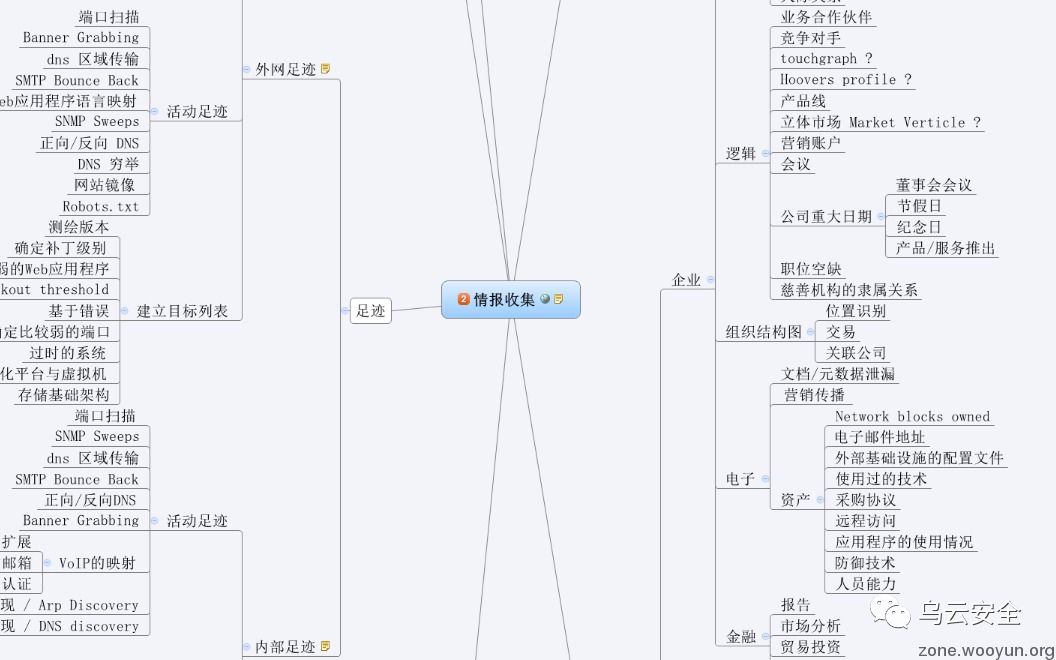 端口扫描
Banner Grabbing
dns 区域传输
SMTP Bounce Back
eb应用程序语言映射
SNMP Sweeps
正向/反向 DNS
DNS 穷举
网站镜像
Robots.txt
活动足迹
外网足迹
测绘版本
确定补丁级别
弱的Web应用程序
kout threshold
基于错误
定比较弱的端口
过时的系统
化平台与虚拟机
存储基础架构
建立目标列表
端口扫描
SNMP Sweeps
dns 区域传输
SMTP Bounce Back
正向/反向DNS
Banner Grabbing
扩展
邮箱
认证
VoIP的映射
现 / Arp Discovery
现 / DNS discovery
活动足迹
内部足迹
足迹
2 情报收集
企业
逻辑
业务合作伙伴
竞争对手
touchgraph ?
Hoovers profile ?
产品线
立体市场 Market Verticle ?
营销账户
会议
公司重大日期
董事会会议
节假日
纪念日
产品/服务推出
职位空缺
慈善机构的隶属关系
组织结构图
位置识别
交易
关联公司
电子
文档/元数据泄漏
营销传播
资产
Network blocks owned
电子邮件地址
外部基础设施的配置文件
使用过的技术
采购协议
远程访问
应用程序的使用情况
防御技术
人员能力
金融
报告
市场分析
贸易投资
乌云安全
zone.wooyun.org